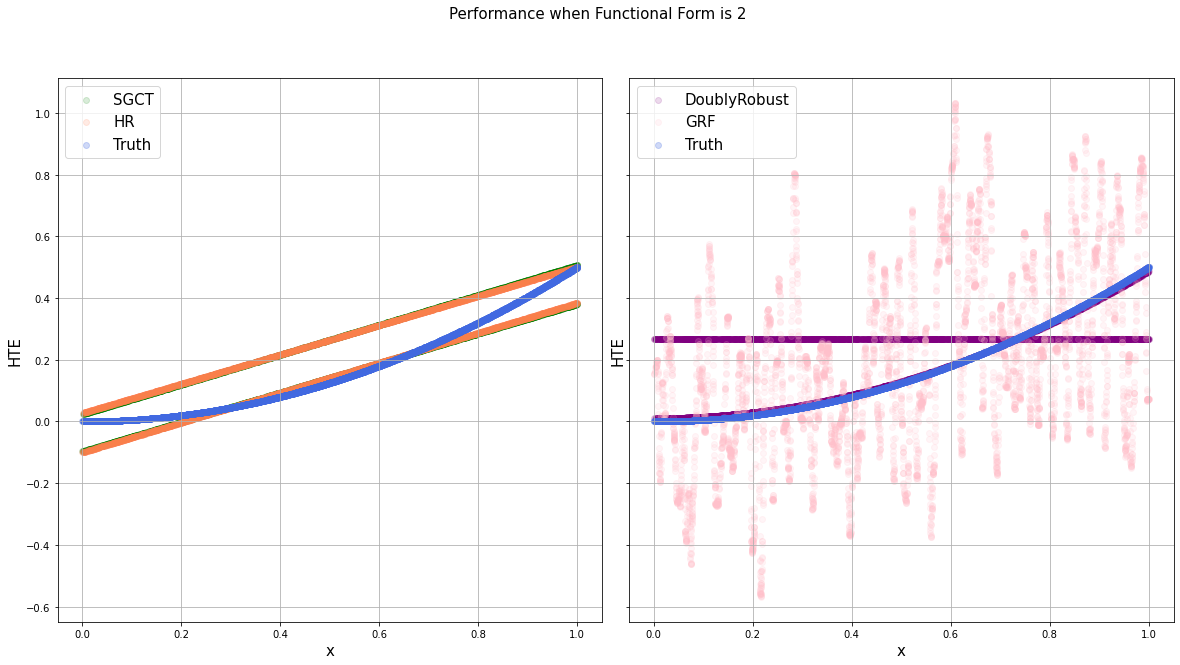 Performance when Functional Form is 2
SGCT
HR
Truth
1.0
0.8
0.6
0.4
0.2
0.0
−0.2
−0.4
−0.6
HTE
0.0
0.2
0.4
0.6
0.8
1.0
x
DoublyRobust
GRF
Truth
HTE
0.0
0.2
0.4
0.6
0.8
1.0
x